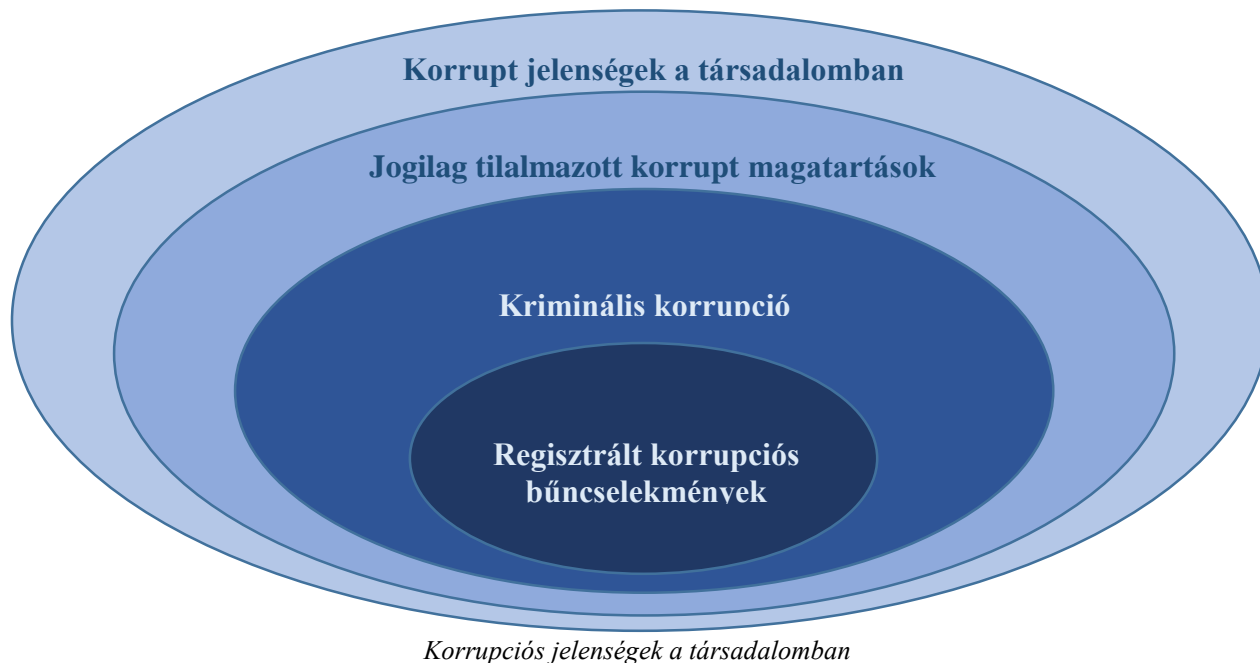 Korrupt jelenségek a társadalomban
Jogilag tilalmazott korrupt magatartások
Kriminális korrupció
Regisztrált korrupciós
bűncselekmények
Korrupciós jelenségek a társadalomban